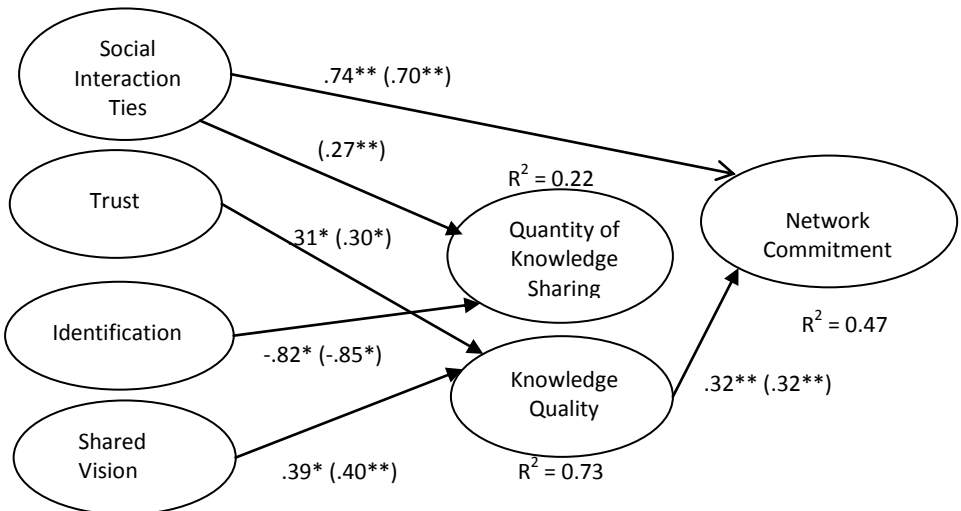 Social
Interaction
Ties
.74** (.70**)
(.27**)
R² = 0.22
Trust
.31* (.30*)
Quantity of
Knowledge
Sharing
Network
Commitment
R² = 0.47
Identification
-.82* (-.85*)
Knowledge
Quality
.32** (.32**)
Shared
Vision
.39* (.40**)
R² = 0.73